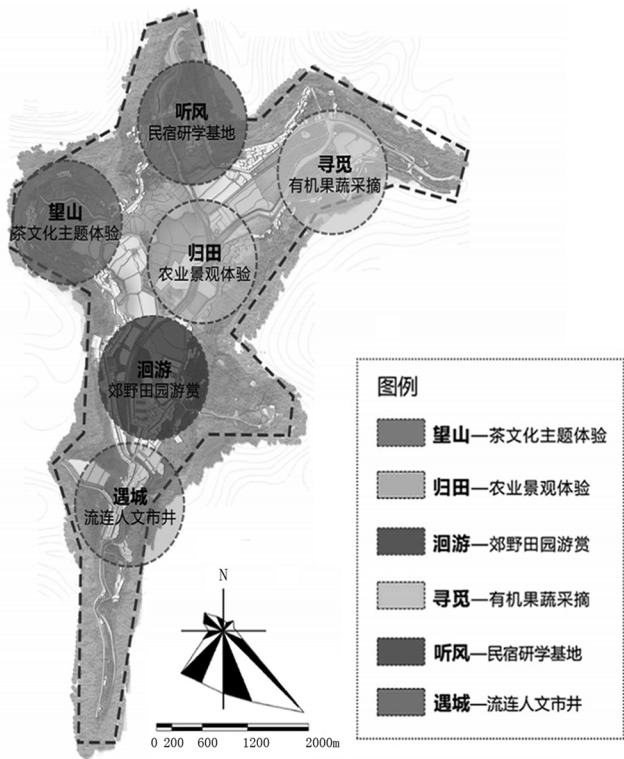 听风
民宿研学基地
寻觅
有机果蔬采摘
望山
茶文化主题体验
归田
农业景观体验
洄游
郊野田园游赏
遇城
流连人文市井
图例
望山—茶文化主题体验
归田—农业景观体验
洄游—郊野田园游赏
寻觅—有机果蔬采摘
听风—民宿研学基地
遇城—流连人文市井
N
0 200 600 1200 2000m